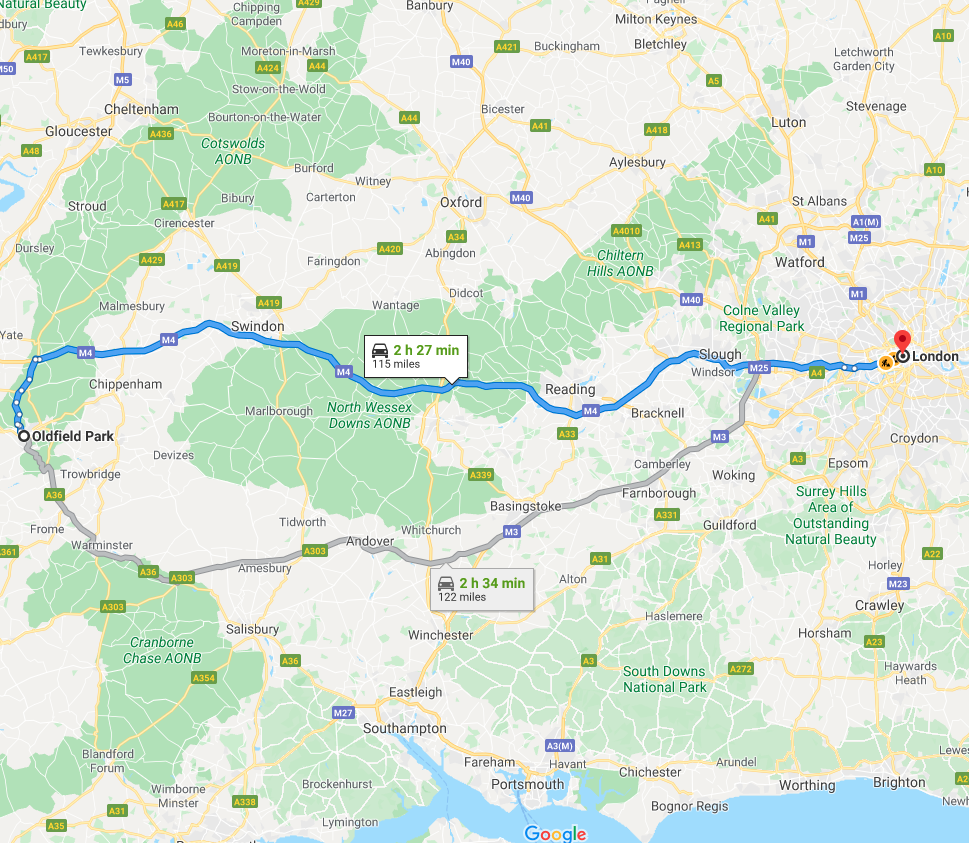 Natural Beauty
Chipping
Campden
A429
Banbury
Milton Keynes
A46
Tewkesbury
Moreton-in-Marsh
A421
Buckingham
Bletchley
A10
A417
M50
M5
A424
A44
M40
A5
Letchworth
Garden City
Stow-on-the-Wold
Cheltenham
Bourton-on-the-Water
A44
Bicester
Stevenage
Gloucester
A436
A41
A418
Luton
A48
Cotswolds
AONB
Burford
Witney
Aylesbury
A10
Stroud
Bibury
Carterton
Oxford
M40
St Albans
A417
Cirencester
A41
A1(M)
Dursley
A420
A34
Abingdon
A4010
A413
M1
M25
A429
A419
Faringdon
Chiltern
Hills AONB
Watford
Malmesbury
A419
Wantage
Didcot
M40
M1
Yate
Swindon
Colne Valley
Regional Park
M4
M4
2 h 27 min
115 miles
Slough
Windsor
M25
A4
London
Chippenham
M4
Reading
Marlborough
North Wessex
Downs AONB
M4
Bracknell
Oldfield Park
A33
M3
Croydon
Devizes
A3
Epsom
Trowbridge
A339
Camberley
Woking
A36
Farnborough
Surrey Hills
Area of
Outstanding
Natural Beauty
Basingstoke
A331
Frome
Tidworth
Whitchurch
Guildford
Warminster
A303
Andover
M3
A361
A31
A22
Amesbury
Horley
A36
A303
2 h 34 min
122 miles
Alton
M23
A303
Crawley
Haslemere
Salisbury
Winchester
Horsham
A23
Cranborne
Chase AONB
A36
A3
South Downs
National Park
A272
Haywards
Heath
A354
Eastleigh
M27
Southampton
A3(M)
Blandford
Forum
Fareham
Havant
Arundel
Chichester
Brockenhurst
Portsmouth
Worthing
Brighton
Wimborne
Minster
A338
Bognor Regis
A31
A35
Lymington
Google